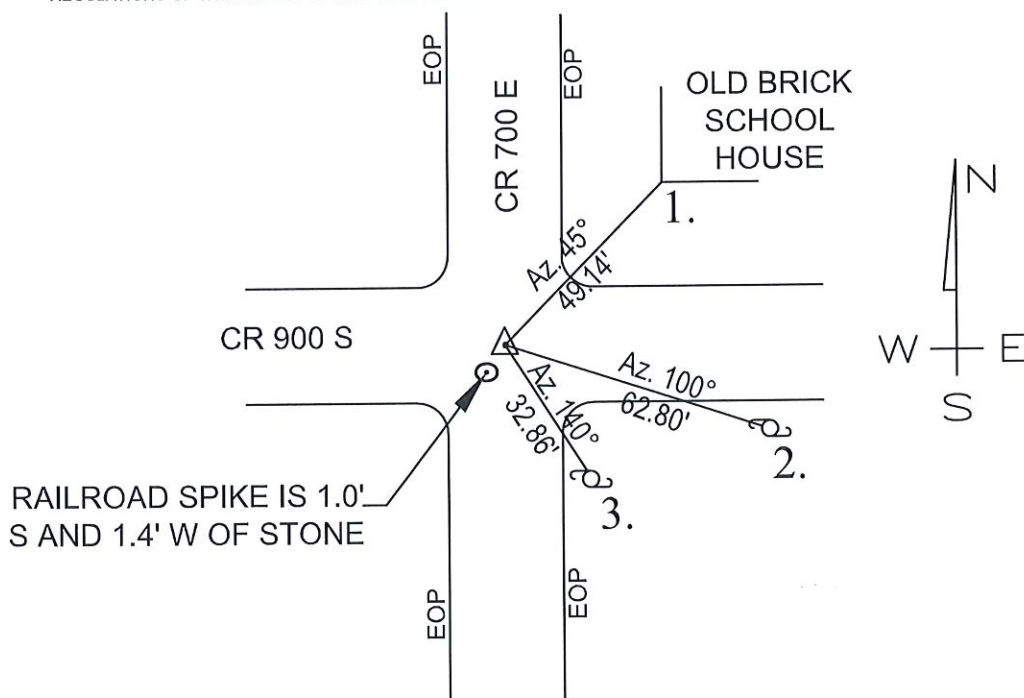 EOP
EOP
CR 700 E
OLD BRICK
SCHOOL
HOUSE
N
1.
Az. 45°
49.14'
CR 900 S
W
E
S
Az. 100°
62.80'
Az. 140°
32.86'
2.
3.
RAILROAD SPIKE IS 1.0'
S AND 1.4' W OF STONE
EOP
EOP